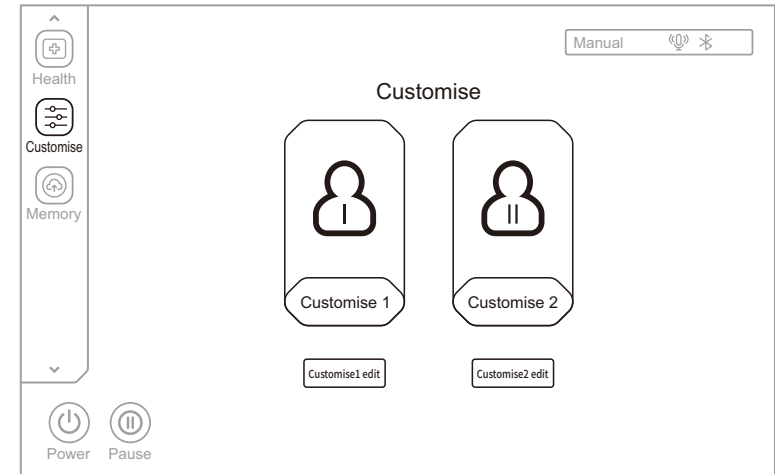 Health
Customise
Memory
Manual
Customise
I
II
Customise 1
Customise 2
Customise1 edit
Customise2 edit
Power
Pause